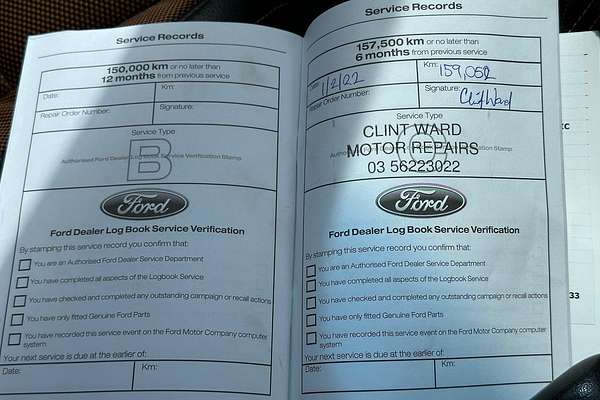 Service Records
150,000 km or no later than
12 months from previous service
Date:
Km:
Repair Order Number:
Signature:
Service Type
B
Authorised Ford Dealer Logbook Service Verification Stamp
Ford
Ford Dealer Log Book Service Verification
By stamping this service record you confirm that:
You are an Authorised Ford Dealer Service Department
You have completed all aspects of the Logbook Service
You have checked and completed any outstanding campaign or recall actions
You have only fitted Genuine Ford Parts
You have recorded this service event on the Ford Motor Company computer
system
Your next service is due at the earlier of:
Date:
Km:
Service Records
157,500 km or no later than
6 months from previous service
Date: 1/2/22
Km: 159,052
Repair Order Number:
Signature: Clint Ward
Service Type
CLINT WARD
MOTOR REPAIRS
03 56223022
Verification Stamp
Ford
Ford Dealer Log Book Service Verification
By stamping this service record you confirm that:
You are an Authorised Ford Dealer Service Department
You have completed all aspects of the Logbook Service
You have checked and completed any outstanding campaign or recall actions
You have only fitted Genuine Ford Parts
You have recorded this service event on the Ford Motor Company computer
system
Your next service is due at the earlier of:
Date:
Km:
EC
33